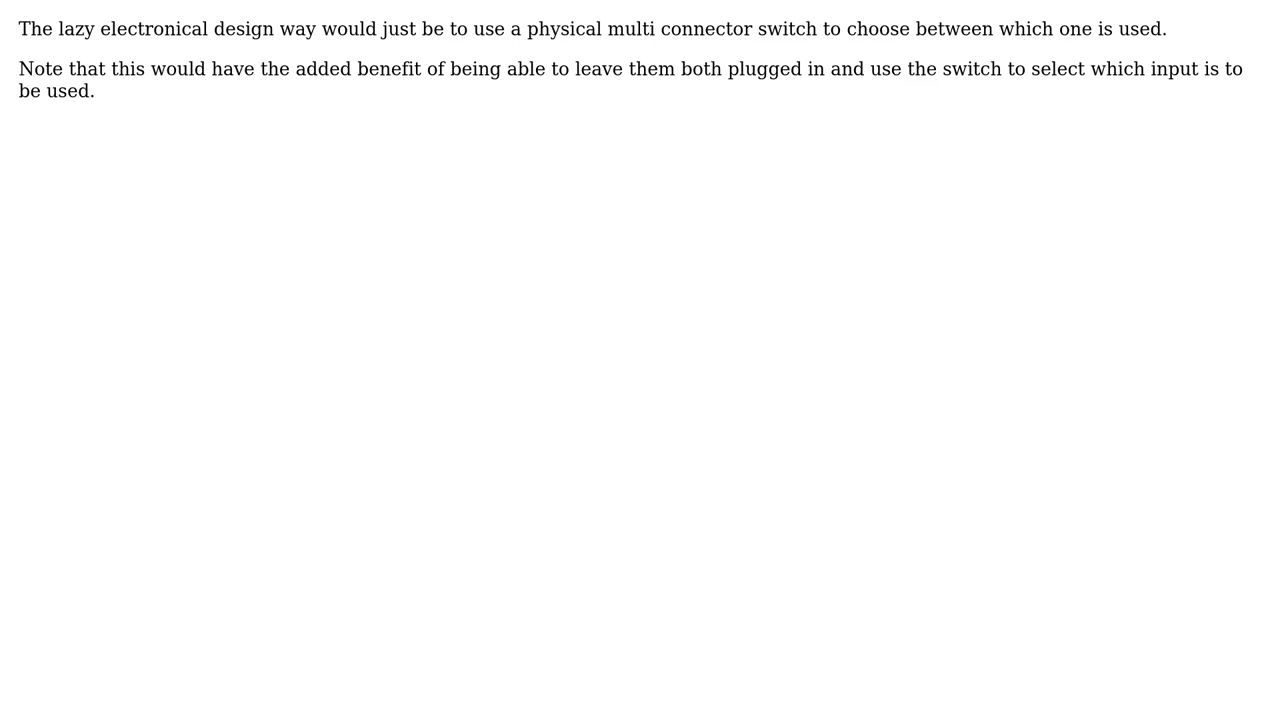 The lazy electronical design way would just be to use a physical multi connector switch to choose between which one is used.
Note that this would have the added benefit of being able to leave them both plugged in and use the switch to select which input is to
be used.